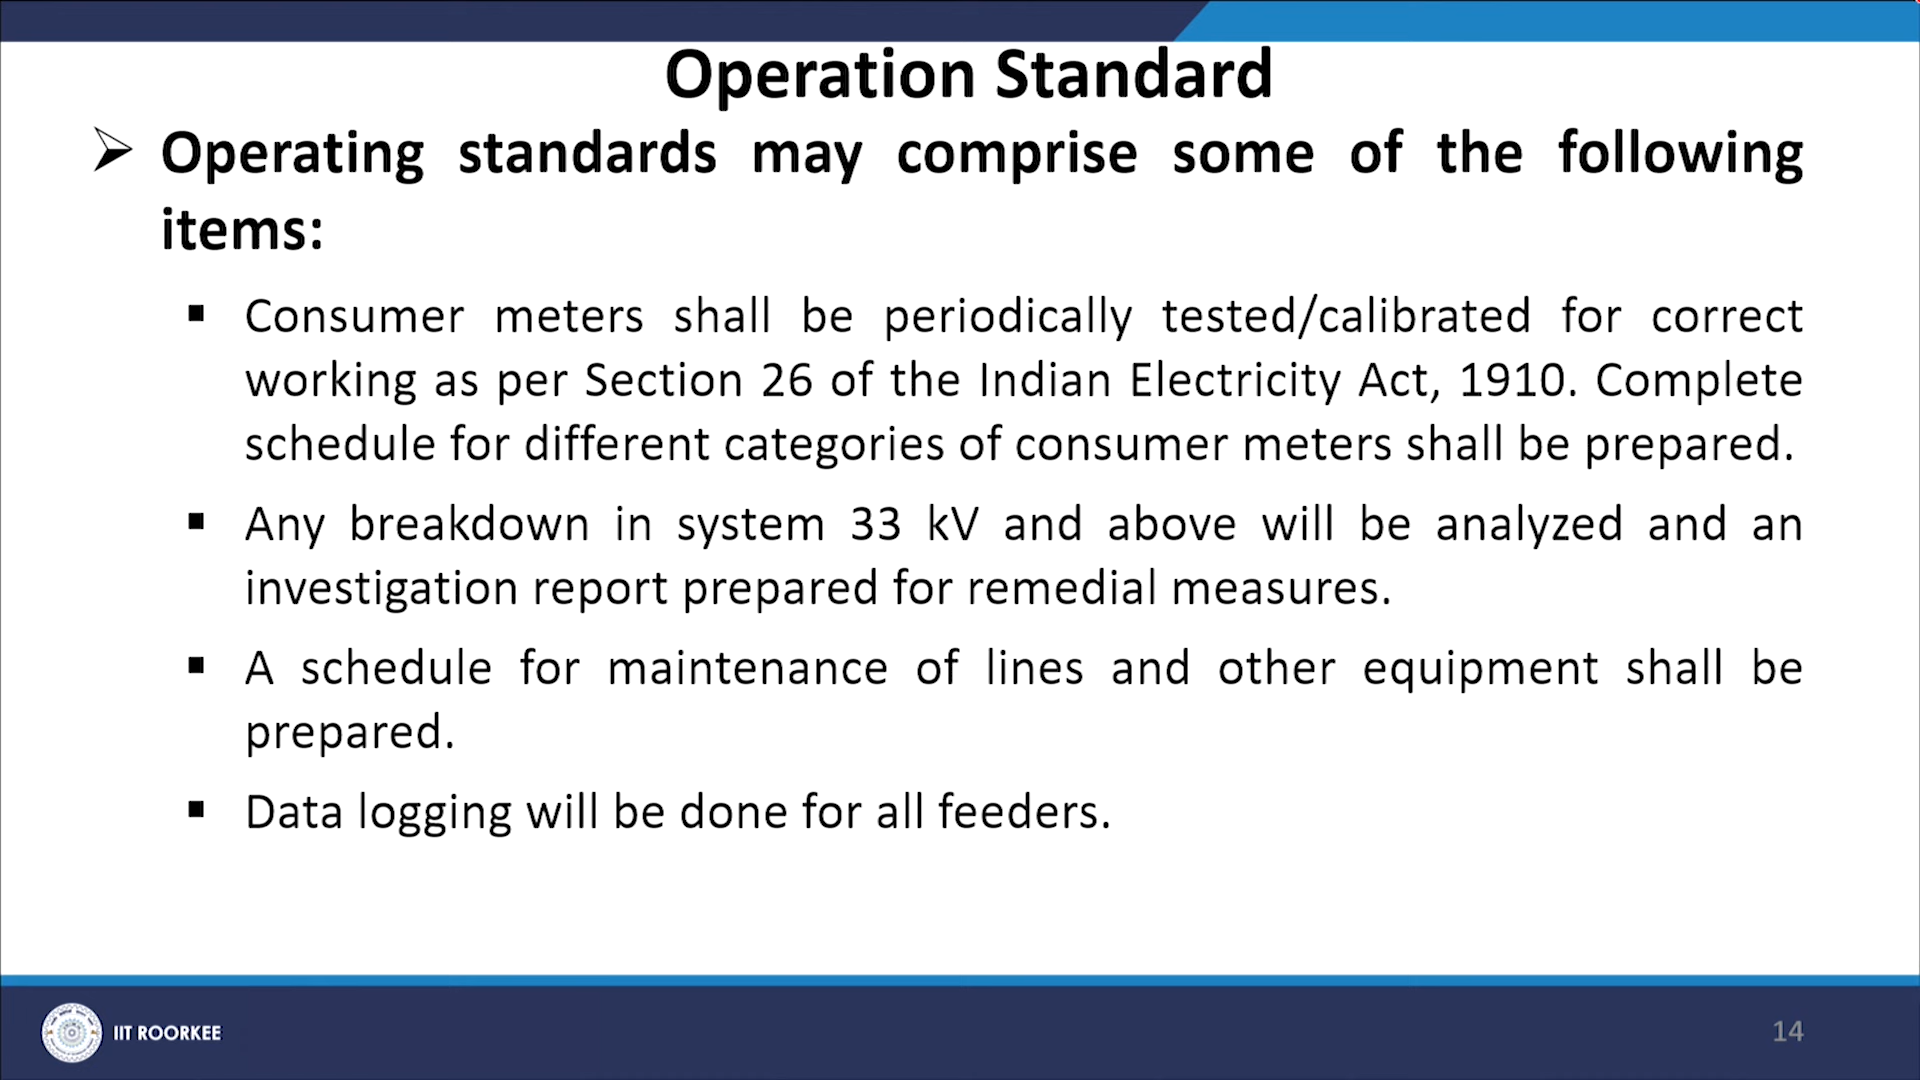 Operation Standard
➢ Operating standards may comprise some of the following
items:
▪ Consumer meters shall be periodically tested/calibrated for correct
working as per Section 26 of the Indian Electricity Act, 1910. Complete
schedule for different categories of consumer meters shall be prepared.
▪ Any breakdown in system 33 kV and above will be analyzed and an
investigation report prepared for remedial measures.
▪ A schedule for maintenance of lines and other equipment shall be
prepared.
▪ Data logging will be done for all feeders.
IIT ROORKEE
14